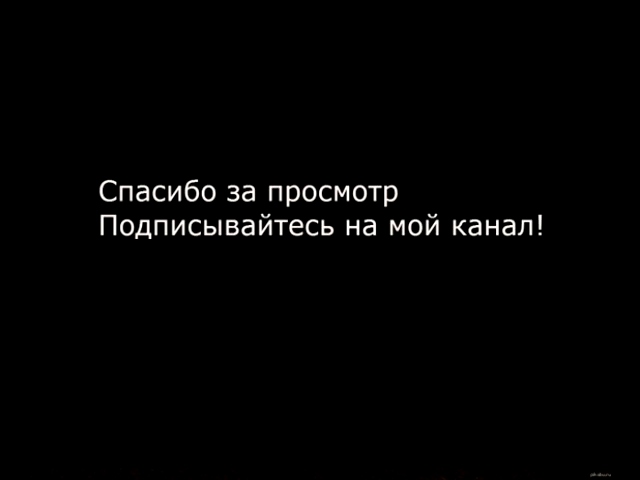 Спасибо за просмотр
Подписывайтесь на мой канал!